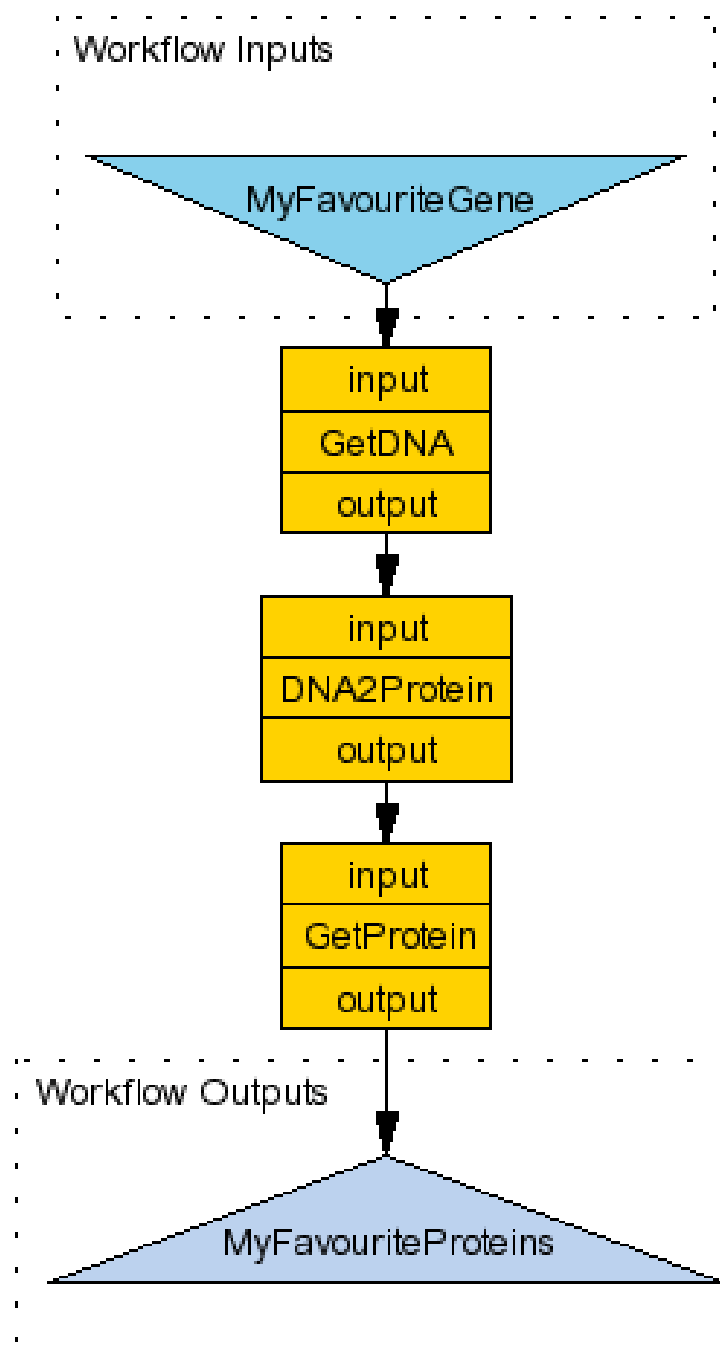 Workflow Inputs
MyFavouriteGene
input
GetDNA
output
input
DNA2Protein
output
input
GetProtein
output
Workflow Outputs
MyFavouriteProteins